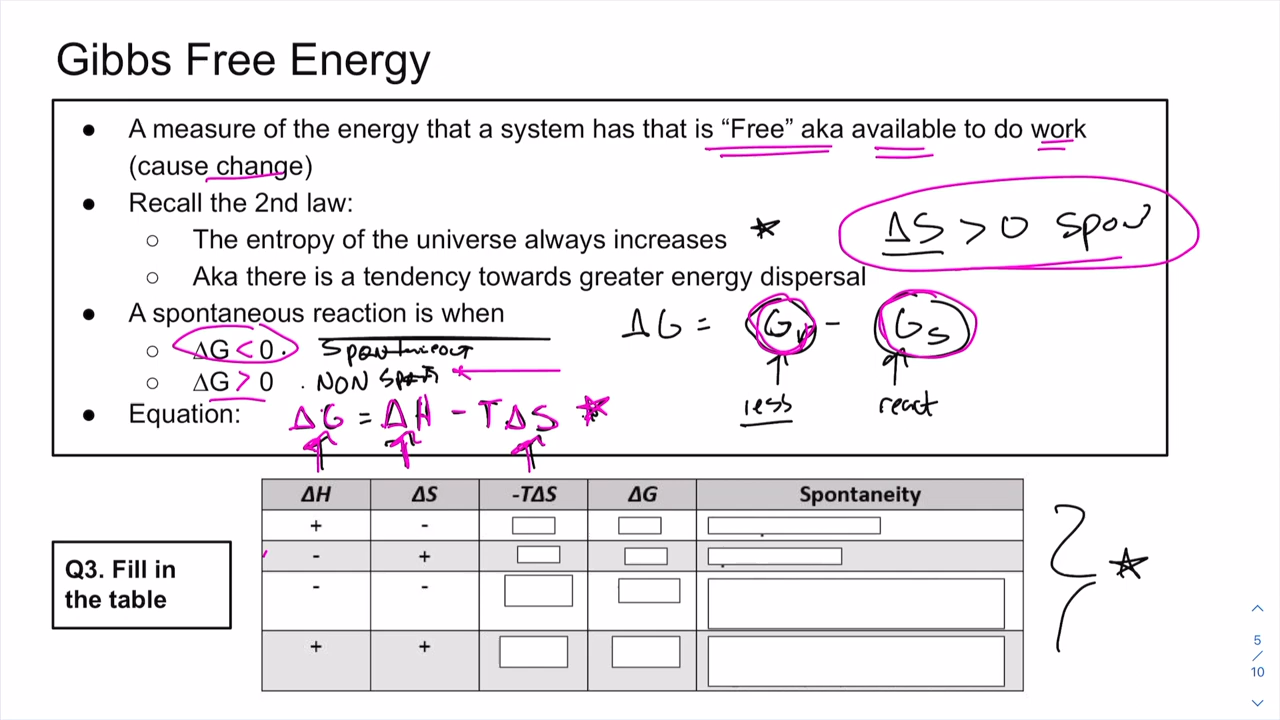 Gibbs Free Energy
● A measure of the energy that a system has that is “Free” aka available to do work
(cause change)
● Recall the 2nd law:
○ The entropy of the universe always increases
○ Aka there is a tendency towards greater energy dispersal
ΔS > 0 spon
● A spontaneous reaction is when
○ ΔG < 0.
○ ΔG > 0 . NON
ΔG = G - Gs
less react
● Equation: ΔG = ΔH - TΔS
ΔH ΔS -TΔS ΔG Spontaneity
+ -
- +
- -
+ +
Q3. Fill in
the table
5
/
10